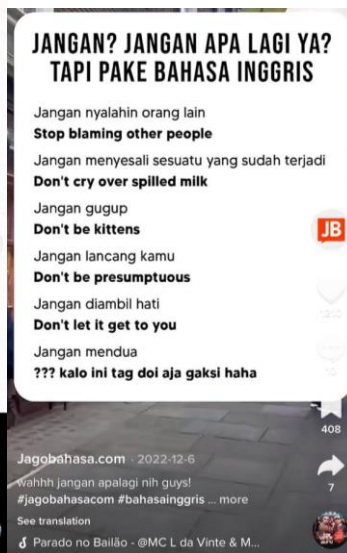 JANGAN? JANGAN APA LAGI YA?
TAPI PAKE BAHASA INGGRIS
Jangan nyalahin orang lain
Stop blaming other people
Jangan menyesali sesuatu yang sudah terjadi
Don't cry over spilled milk
Jangan gugup
Don't be kittens
Jangan lancang kamu
Don't be presumptuous
Jangan diambil hati
Don't let it get to you
Jangan mendua
??? kalo ini tag doi aja gaksi haha
JB
408
7
Jagobahasa.com · 2022-12-6
wahhh jangan apalagi nih guys!
#jagobahasacom #bahasainggris ... more
See translation
Parado no Bailão - @MC L da Vinte & M...